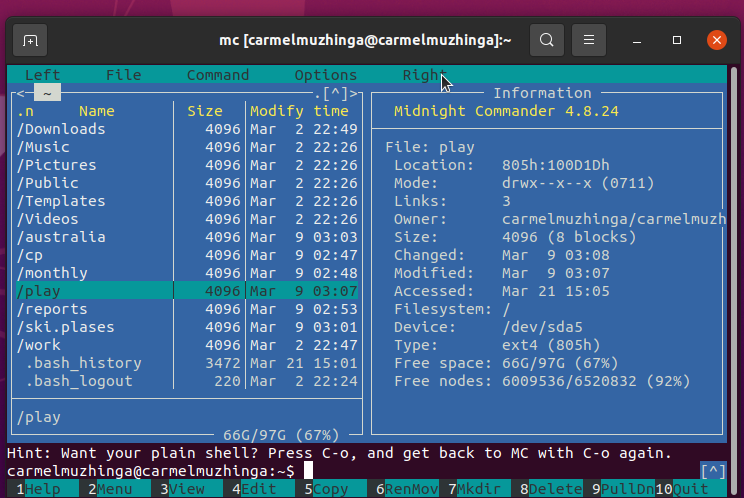 mc [carmelmuzhinga@carmelmuzhinga]:~
Left File Command Options Right
<- ~ .[^]>
.n Name Size Modify time
/Downloads 4096 Mar 2 22:49
/Music 4096 Mar 2 22:26
/Pictures 4096 Mar 2 22:26
/Public 4096 Mar 2 22:26
/Templates 4096 Mar 2 22:26
/Videos 4096 Mar 2 22:26
/australia 4096 Mar 9 03:03
/cp 4096 Mar 9 02:47
/monthly 4096 Mar 9 02:48
/play 4096 Mar 9 03:07
/reports 4096 Mar 9 02:53
/ski.plases 4096 Mar 9 03:01
/work 4096 Mar 2 22:47
.bash_history 3472 Mar 21 15:01
.bash_logout 220 Mar 2 22:24
/play
66G/97G (67%)
Information
Midnight Commander 4.8.24
File: play
Location: 805h:100D1Dh
Mode: drwx--x--x (0711)
Links: 3
Owner: carmelmuzhinga/carmelmuzh
Size: 4096 (8 blocks)
Changed: Mar 9 03:08
Modified: Mar 9 03:07
Accessed: Mar 21 15:05
Filesystem: /
Device: /dev/sda5
Type: ext4 (805h)
Free space: 66G/97G (67%)
Free nodes: 6009536/6520832 (92%)
Hint: Want your plain shell? Press C-o, and get back to MC with C-o again.
carmelmuzhinga@carmelmuzhinga:~$ [^]
1Help 2Menu 3View 4Edit 5Copy 6RenMov 7Mkdir 8Delete 9PullDn 10Quit